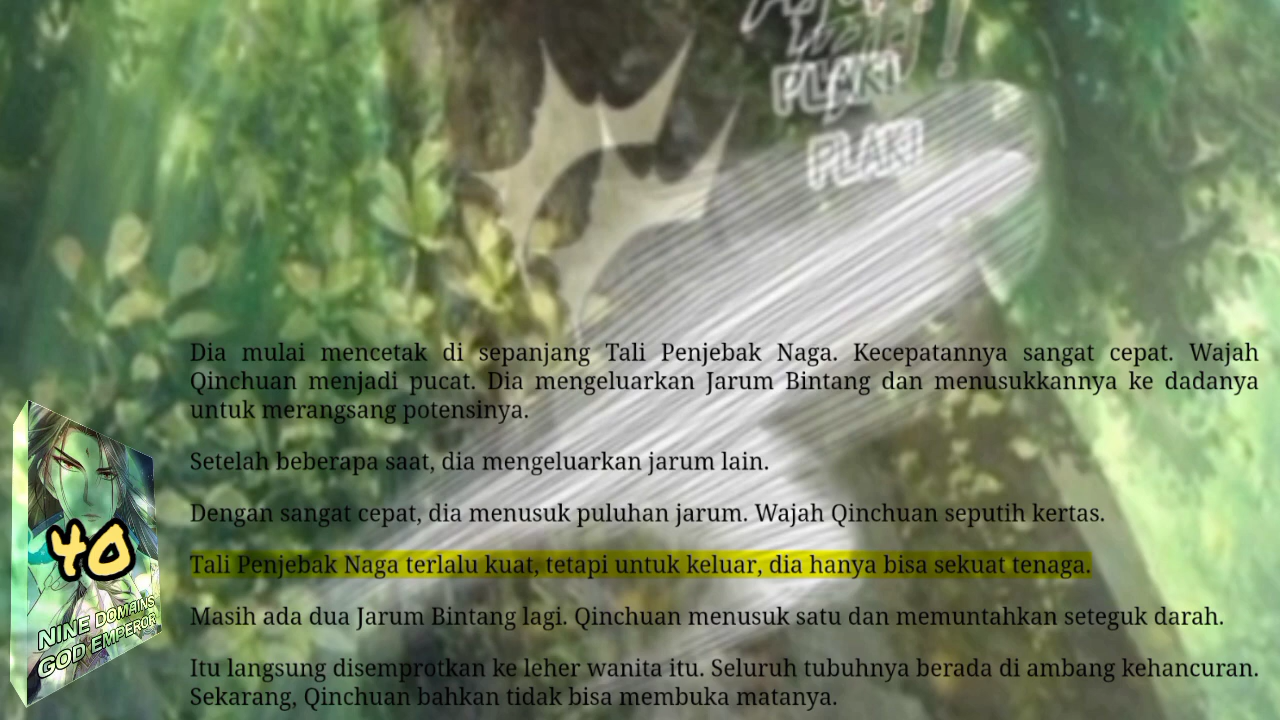 PLAK!
PLAK!
Dia mulai mencetak di sepanjang Tali Penjebak Naga. Kecepatannya sangat cepat. Wajah
Qinchuan menjadi pucat. Dia mengeluarkan Jarum Bintang dan menusukkannya ke dadanya
untuk merangsang potensinya.
Setelah beberapa saat, dia mengeluarkan jarum lain.
Dengan sangat cepat, dia menusuk puluhan jarum. Wajah Qinchuan seputih kertas.
Tali Penjebak Naga terlalu kuat, tetapi untuk keluar, dia hanya bisa sekuat tenaga.
Masih ada dua Jarum Bintang lagi. Qinchuan menusuk satu dan memuntahkan seteguk darah.
Itu langsung disemprotkan ke leher wanita itu. Seluruh tubuhnya berada di ambang kehancuran.
Sekarang, Qinchuan bahkan tidak bisa membuka matanya.
40
NINE DOMAINS
GOD EMPEROR